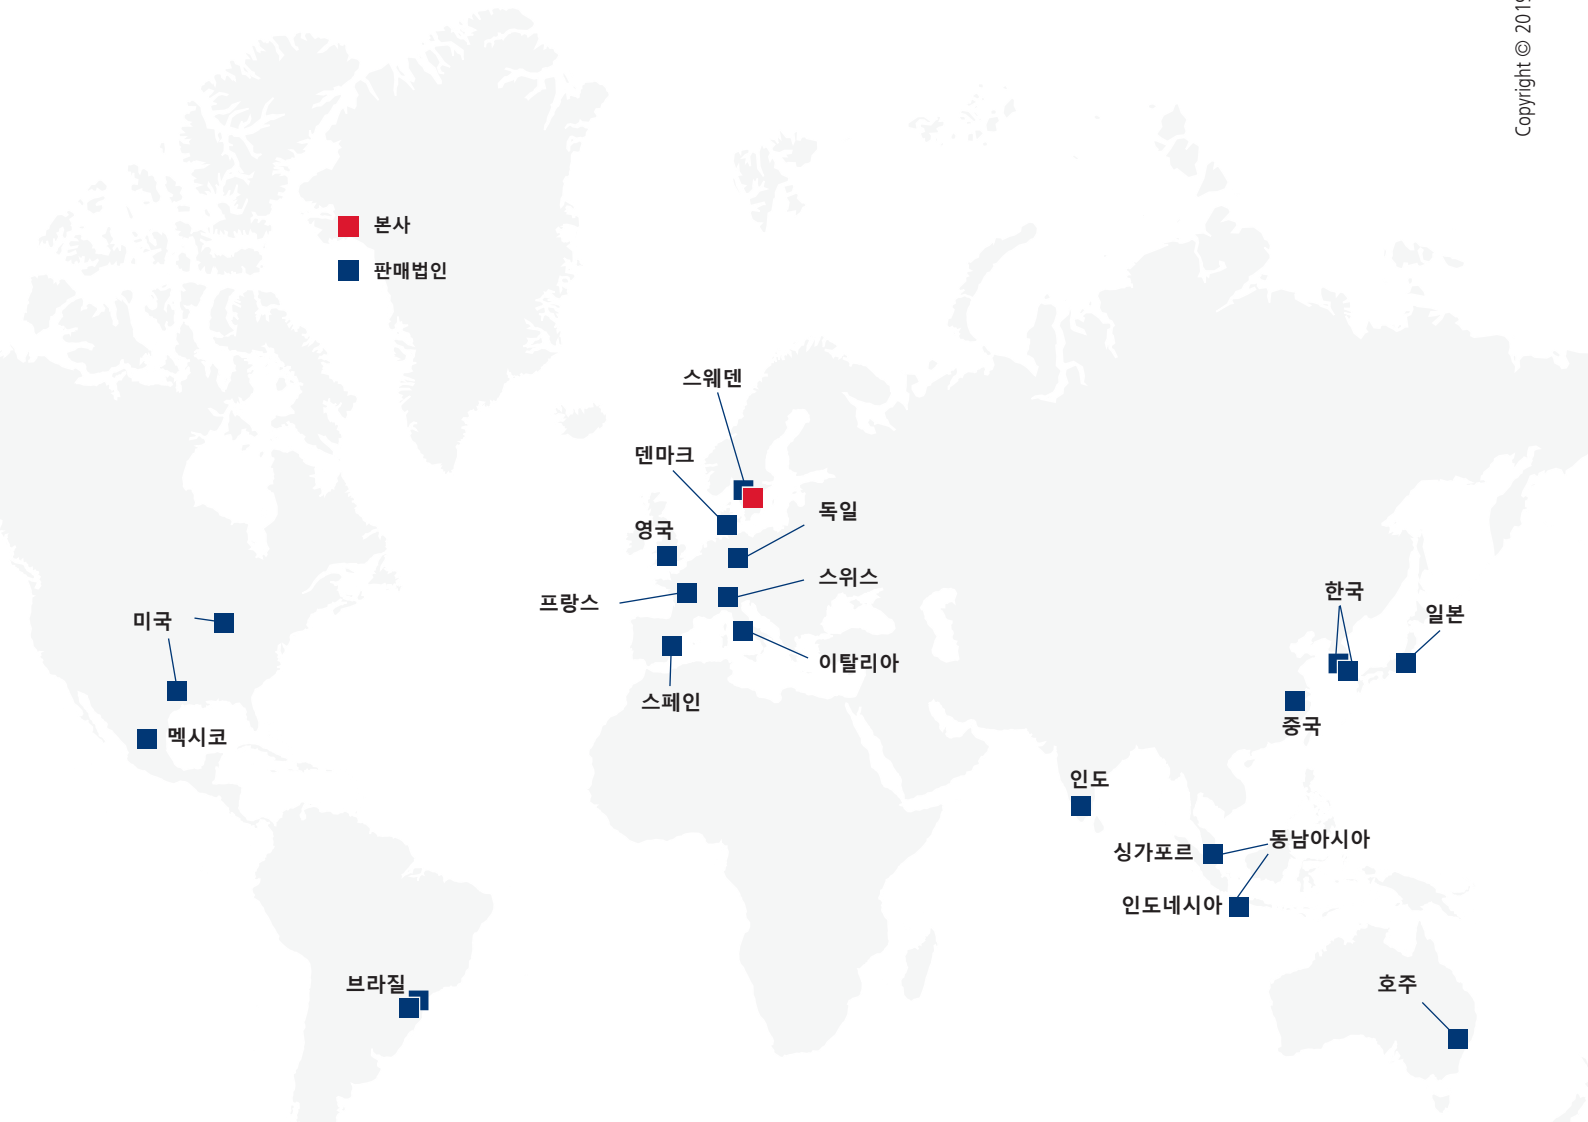 Copyright © 2019
본사
판매법인
스웨덴
덴마크
독일
영국
스위스
프랑스
한국
일본
미국
이탈리아
스페인
중국
멕시코
인도
동남아시아
싱가포르
인도네시아
브라질
호주